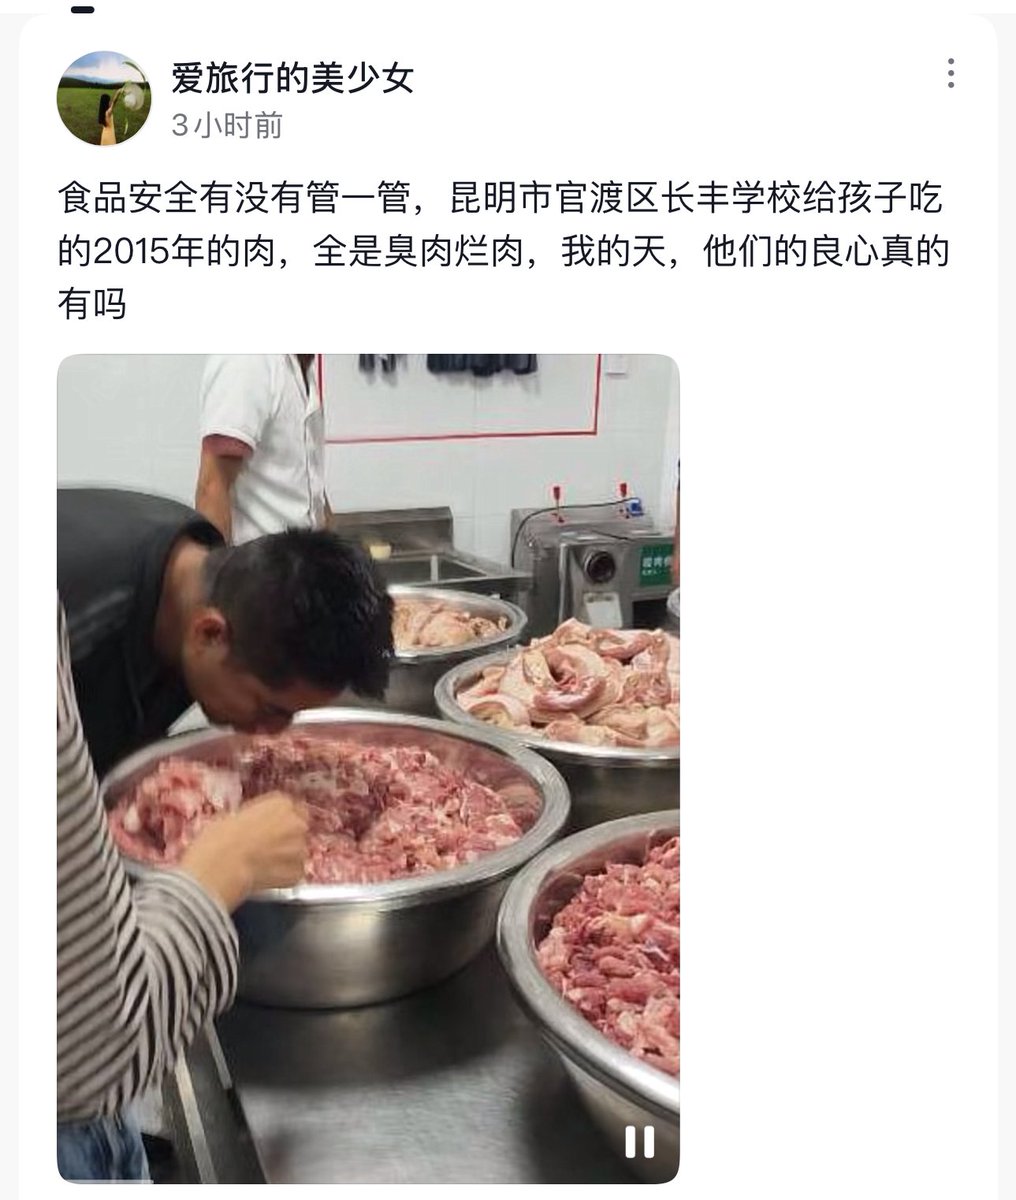 爱旅行的美少女
3小时前
食品安全有没有管一管，昆明市官渡区长丰学校给孩子吃
的2015年的肉，全是臭肉烂肉，我的天，他们的良心真的
有吗